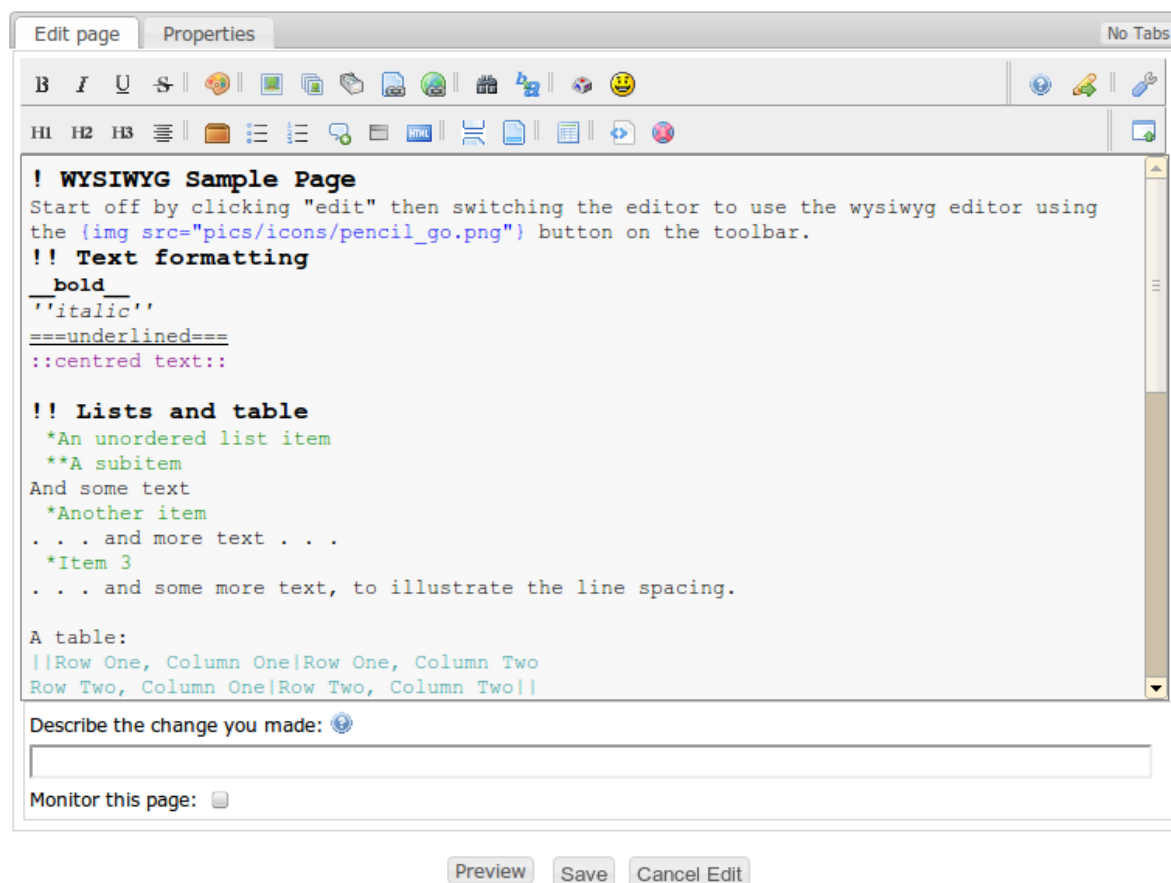 Edit page Properties No Tabs
B I U S
H1 H2 H3 HTML
! WYSIWYG Sample Page
Start off by clicking "edit" then switching the editor to use the wysiwyg editor using
the {img src="pics/icons/pencil_go.png"} button on the toolbar.
!! Text formatting
__bold__
''italic''
===underlined===
::centred text::
!! Lists and table
*An unordered list item
**A subitem
And some text
*Another item
. . . and more text . . .
*Item 3
. . . and some more text, to illustrate the line spacing.
A table:
||Row One, Column One|Row One, Column Two
Row Two, Column One|Row Two, Column Two||
Describe the change you made:
Monitor this page:
Preview Save Cancel Edit